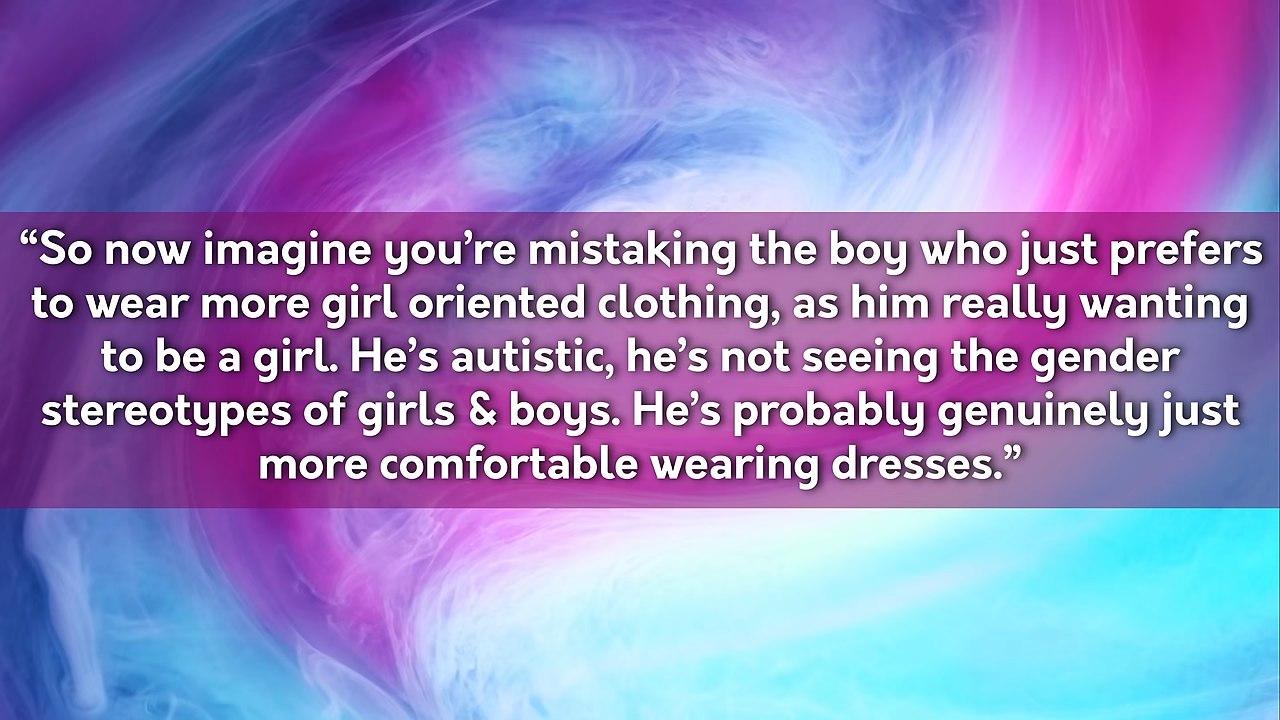 “So now imagine you’re mistaking the boy who just prefers
to wear more girl oriented clothing, as him really wanting
to be a girl. He’s autistic, he’s not seeing the gender
stereotypes of girls & boys. He’s probably genuinely just
more comfortable wearing dresses.”